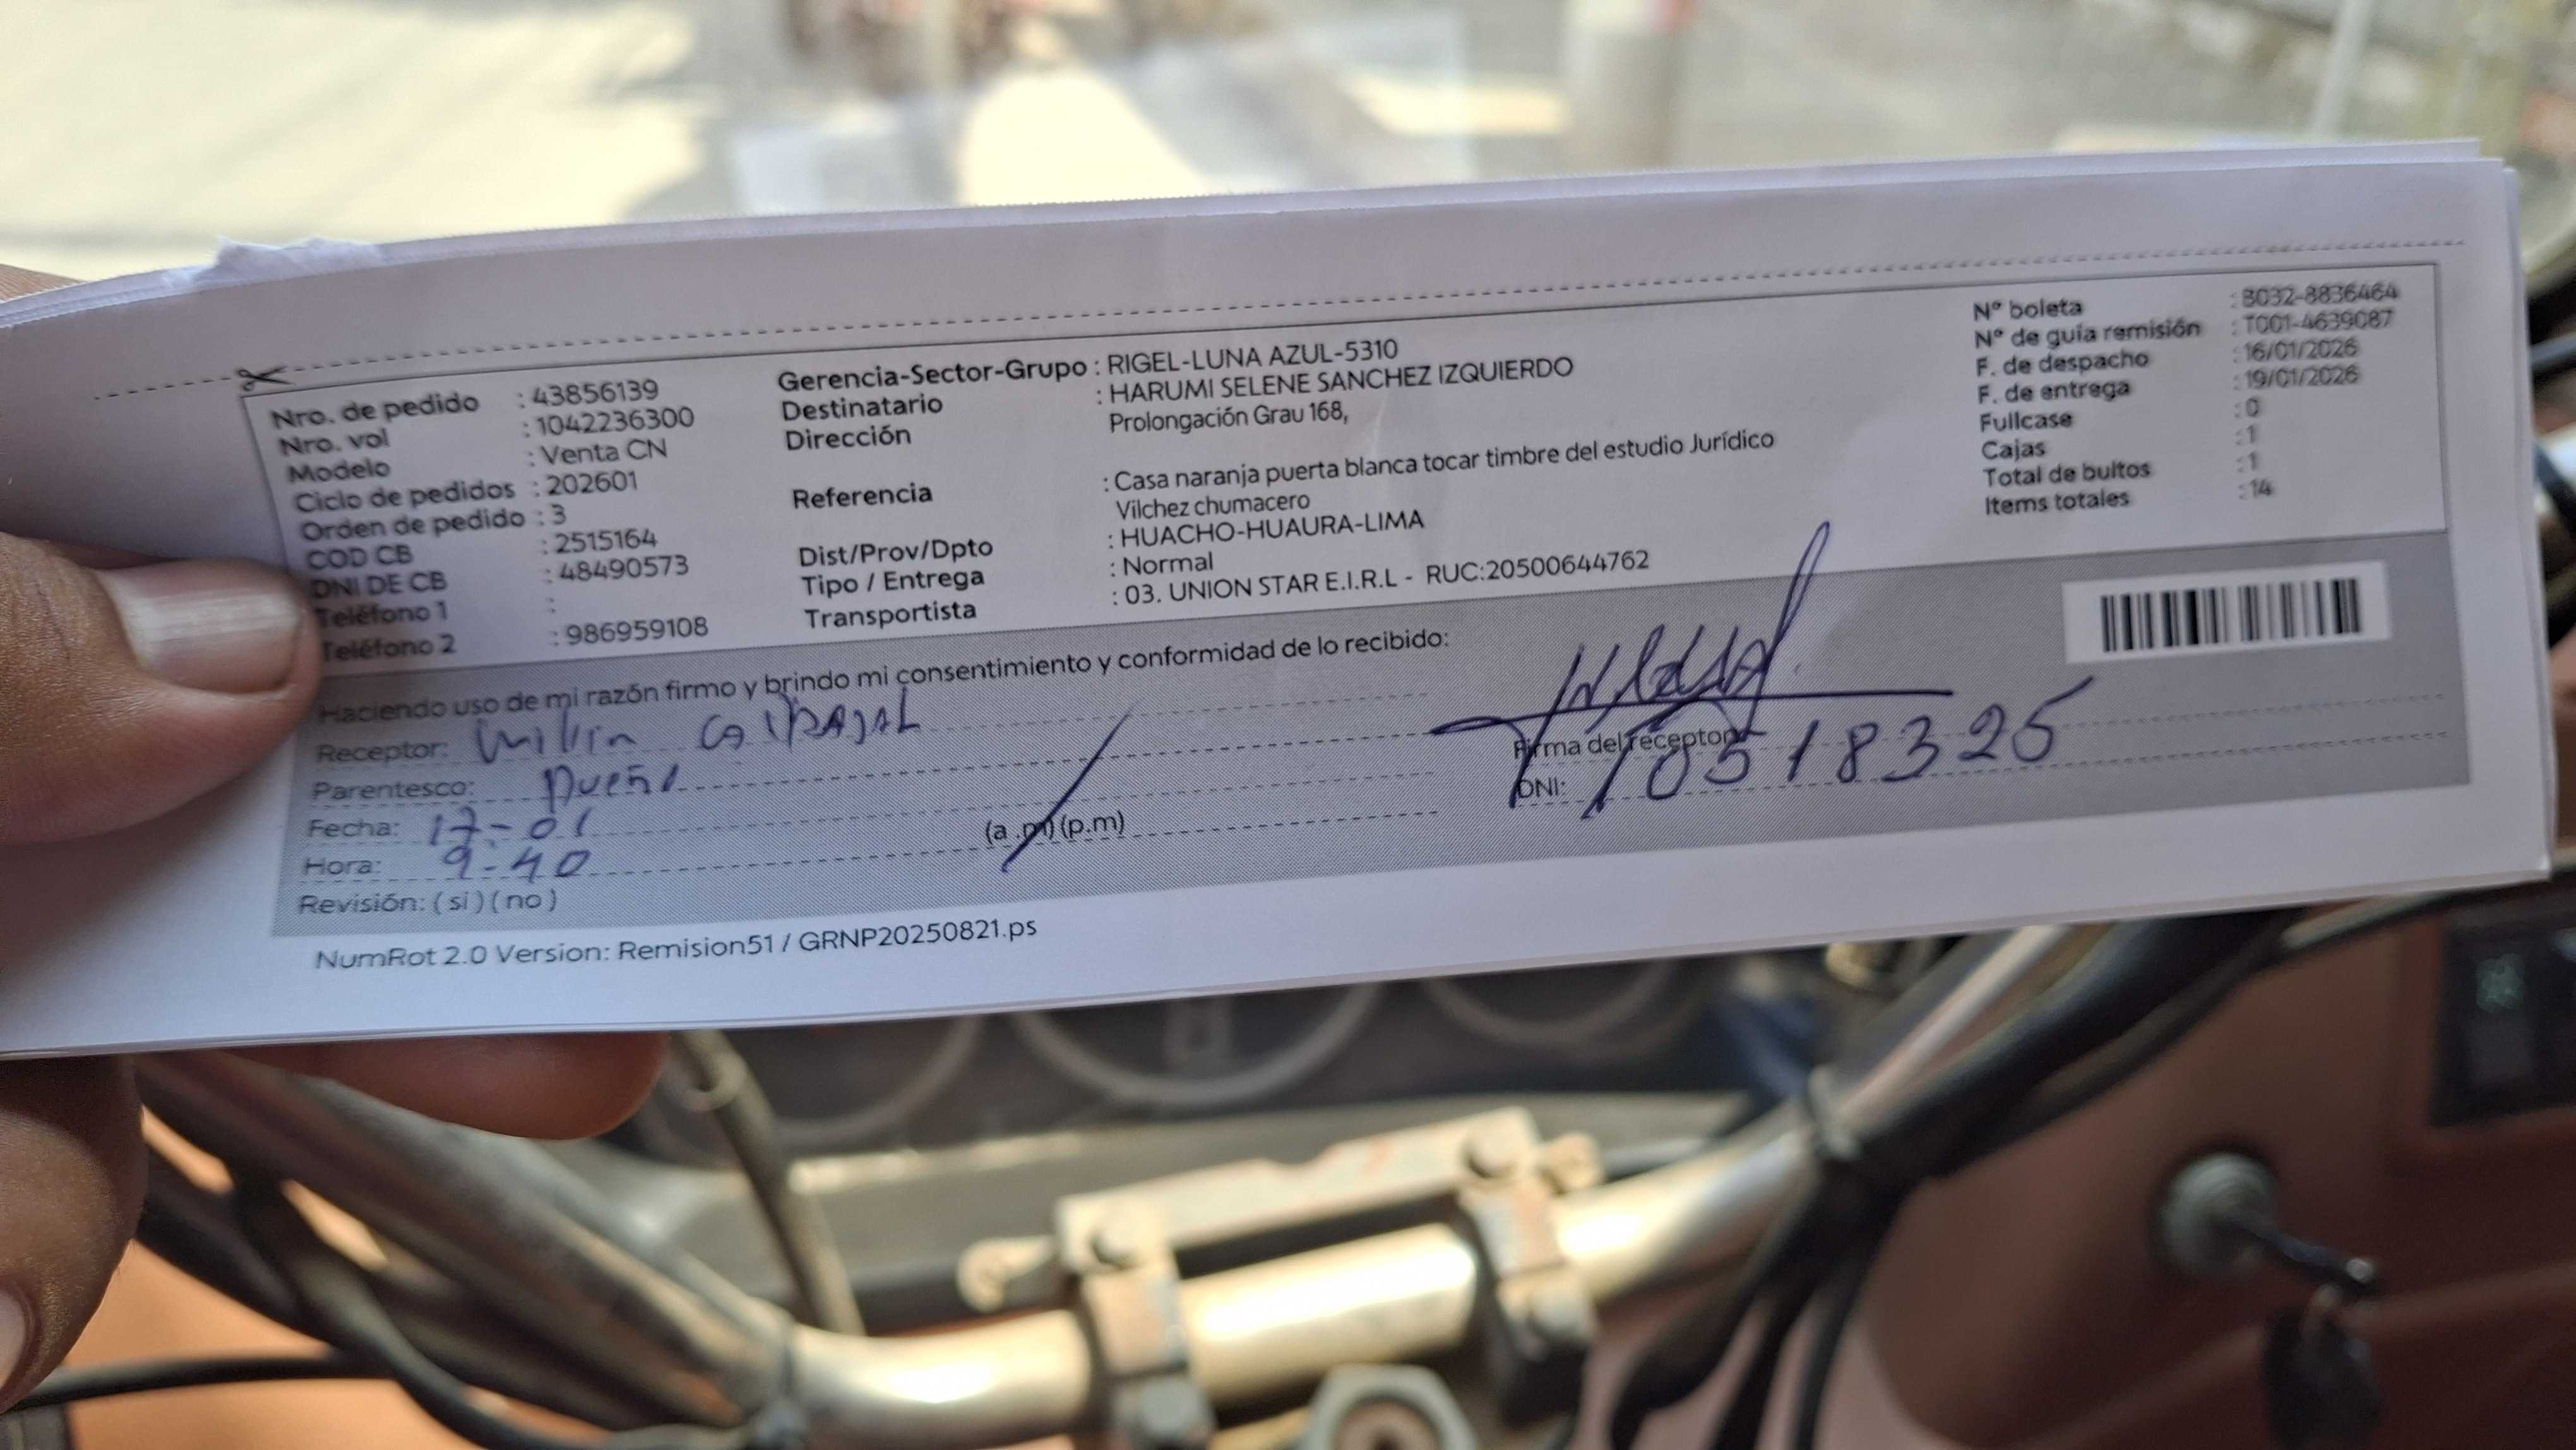 Nro. de pedido : 43856139
Nro. vol : 1042236300
Modelo : Venta CN
Ciclo de pedidos : 202601
Orden de pedido : 3
COD CB : 2515164
DNI DE CB : 48490573
Teléfono 1 :
Teléfono 2 : 986959108
Gerencia-Sector-Grupo : RIGEL-LUNA AZUL-5310
Destinatario : HARUMI SELENE SANCHEZ IZQUIERDO
Dirección Prolongación Grau 168,
Referencia : Casa naranja puerta blanca tocar timbre del estudio Jurídico
Vilchez chumacero
Dist/Prov/Dpto : HUACHO-HUAURA-LIMA
Tipo / Entrega : Normal
Transportista : 03. UNION STAR E.I.R.L - RUC:20500644762
N° boleta : B032-8836464
N° de guía remisión : T001-4639087
F. de despacho : 16/01/2026
F. de entrega : 19/01/2026
Fullcase : 0
Cajas : 1
Total de bultos : 1
Items totales : 14
Haciendo uso de mi razón firmo y brindo mi consentimiento y conformidad de lo recibido:
Receptor:
Parentesco: Dueño
Fecha: 17-01
Hora: 9-40 (a .m) (p.m)
Revisión: ( si ) ( no )
Firma del receptor
DNI: 10518325
NumRot 2.0 Version: Remision51 / GRNP20250821.ps